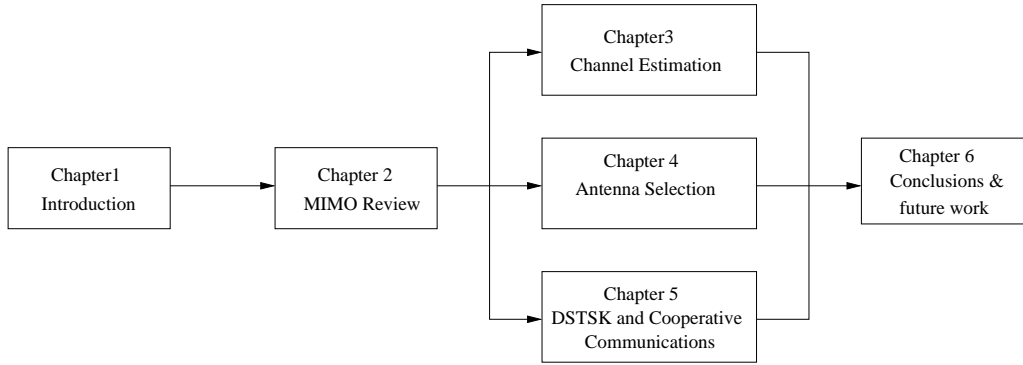 Chapter1
Introduction
Chapter 2
MIMO Review
Chapter3
Channel Estimation
Chapter 4
Antenna Selection
Chapter 5
DSTSK and Cooperative
Communications
Chapter 6
Conclusions &
future work